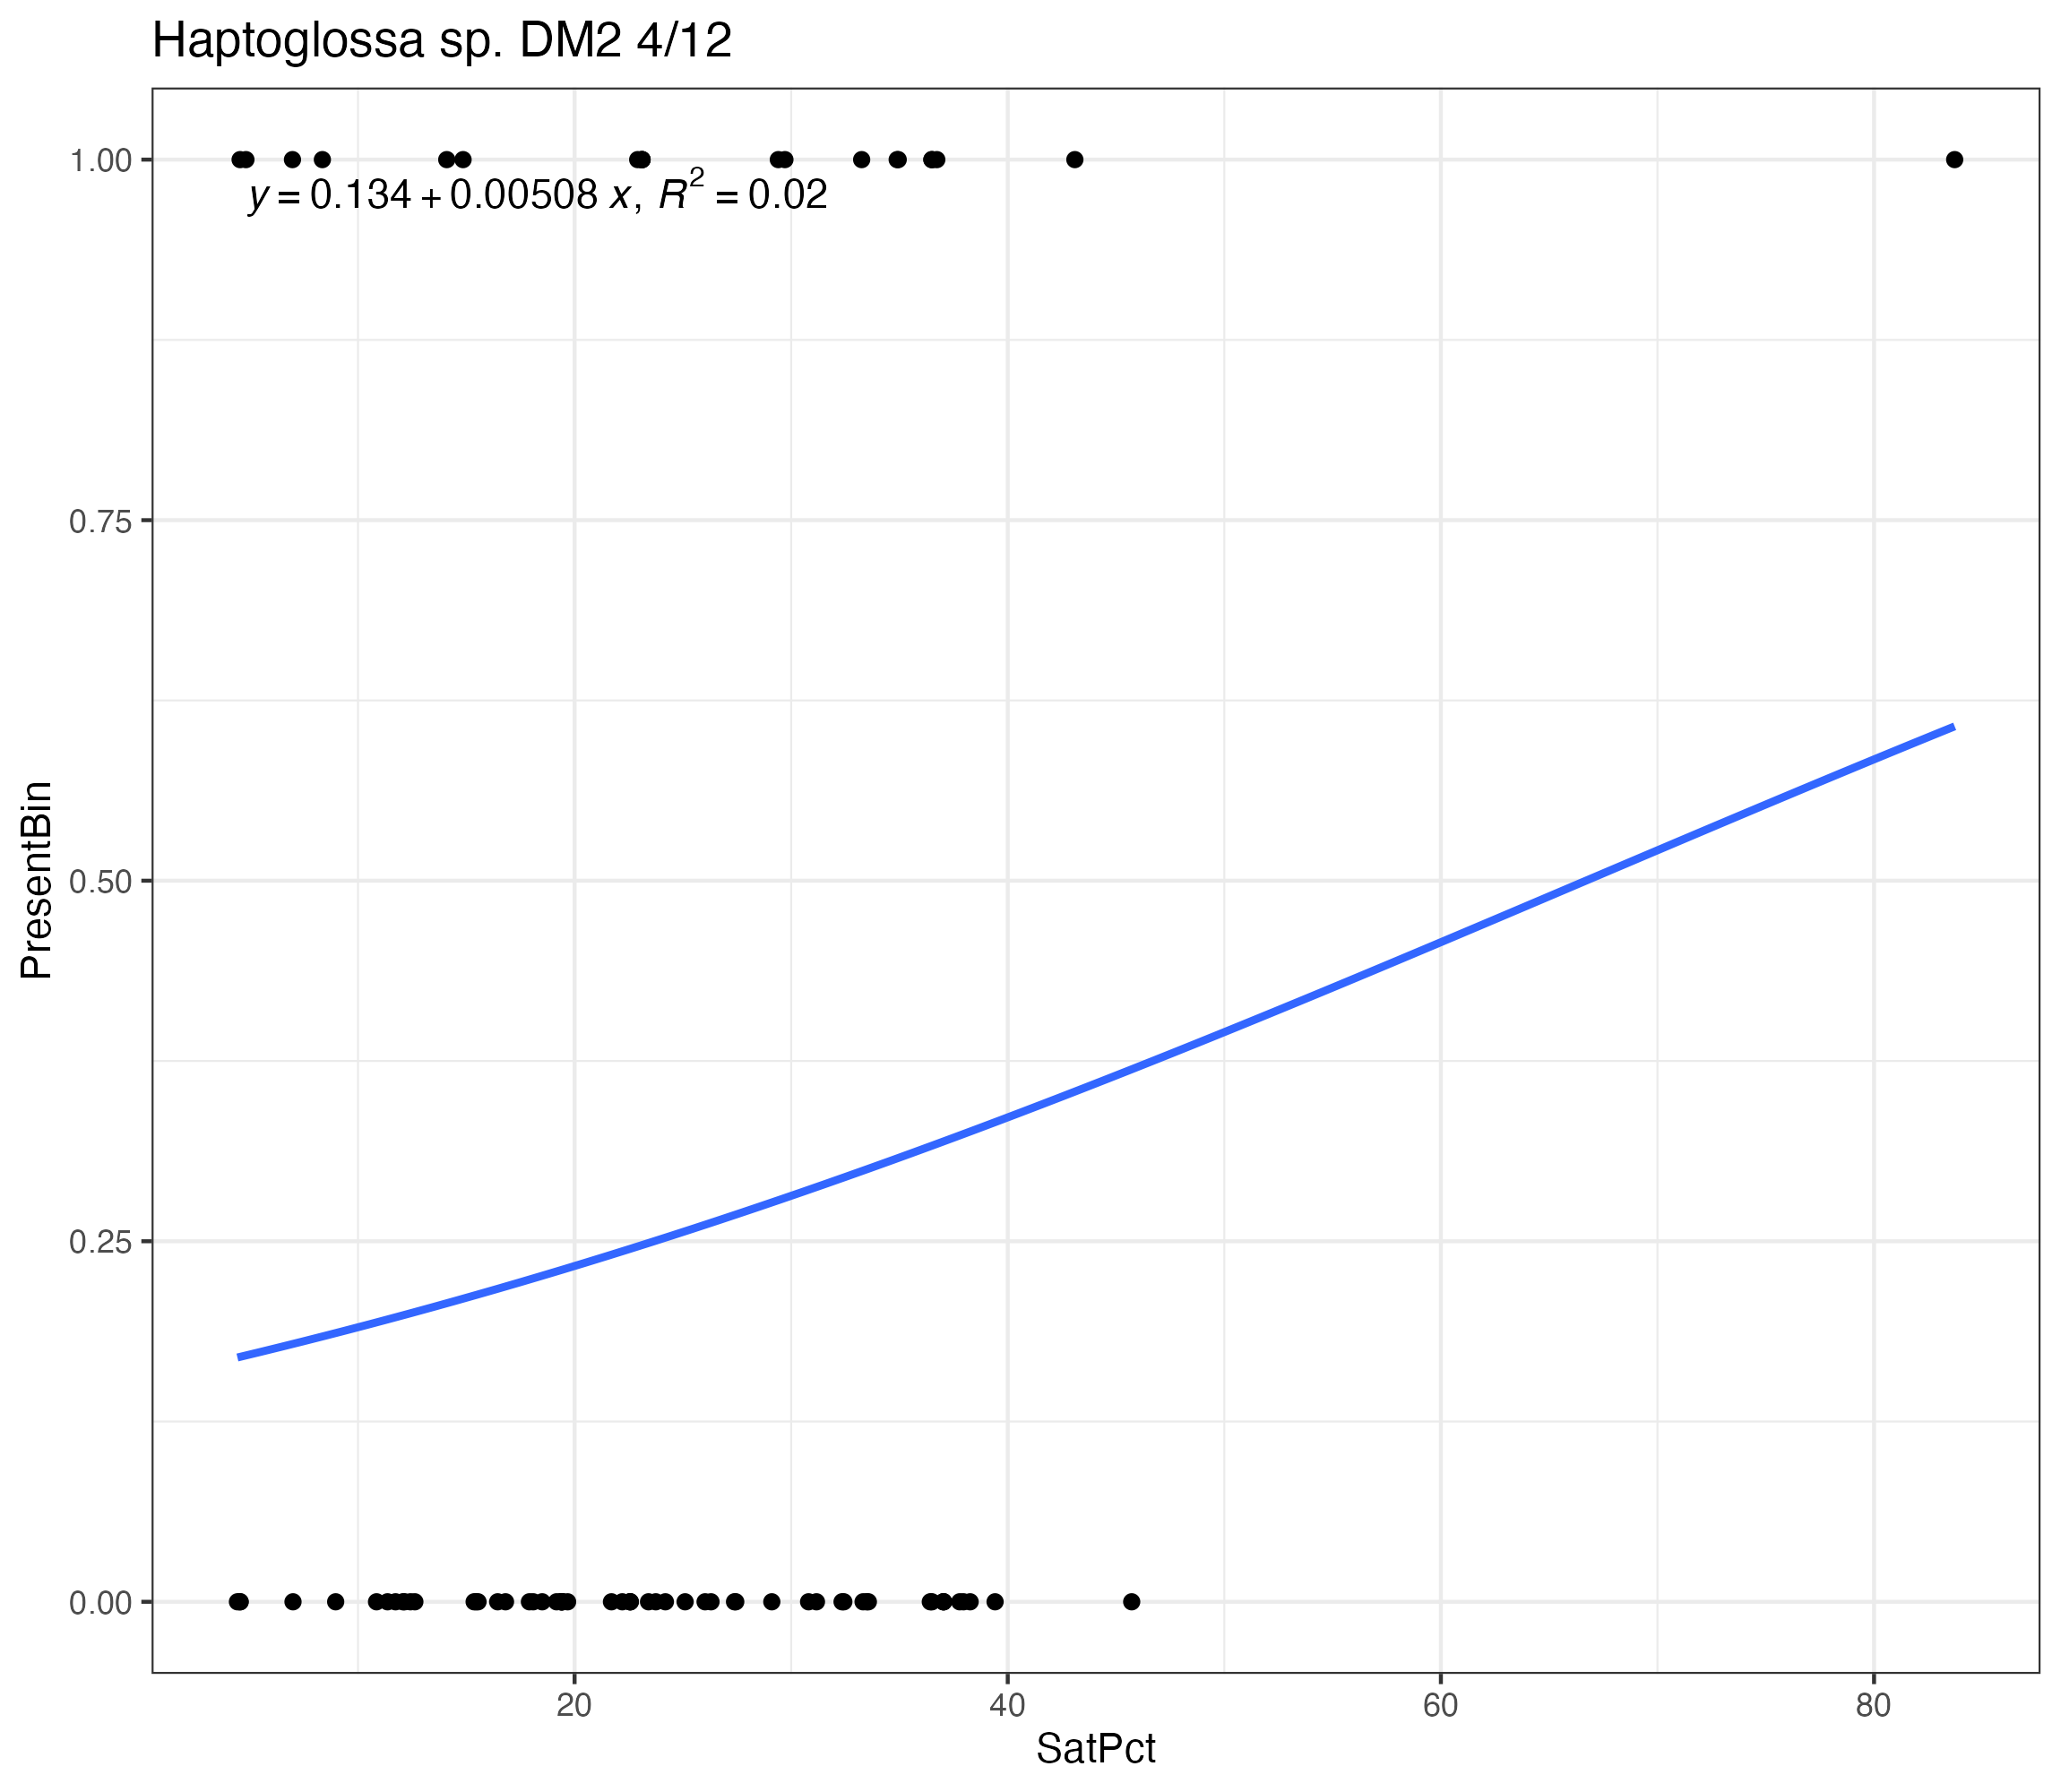 Haptoglossa sp. DM2 4/12
1.00
y = 0.134 + 0.00508 x, R² = 0.02
0.75
PresentBin
0.50
0.25
0.00
20 40 60 80
SatPct